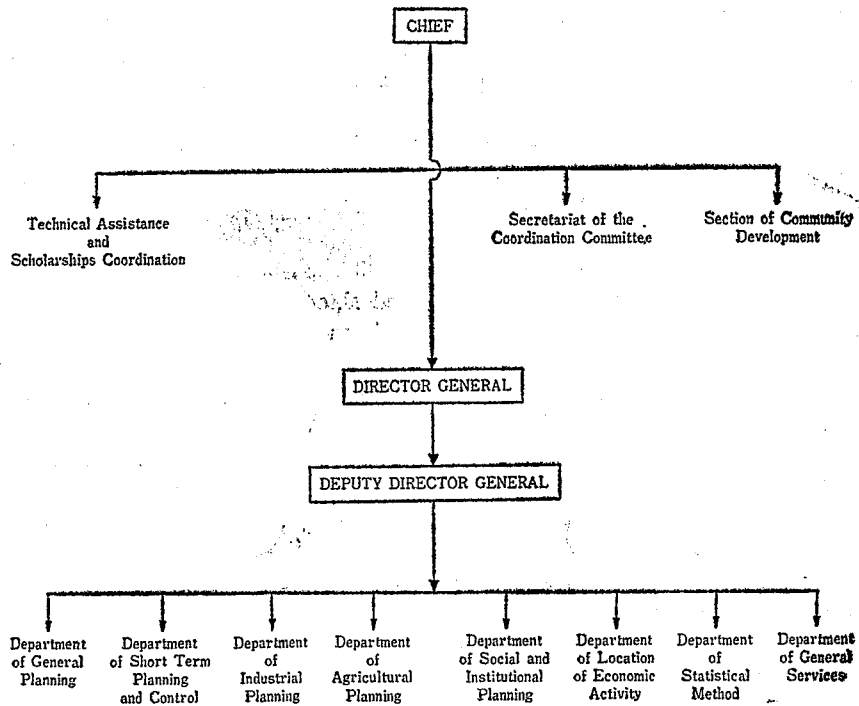 CHIEF
Technical Assistance
and
Scholarships Coordination
Secretariat of the
Coordination Committee
Section of Community
Development
DIRECTOR GENERAL
DEPUTY DIRECTOR GENERAL
Department
of General
Planning
Department
of Short Term
Planning
and Control
Department
of
Industrial
Planning
Department
of
Agricultural
Planning
Department
of Social and
Institutional
Planning
Department
of Location
of Economic
Activity
Department
of
Statistical
Method
Department
of General
Services